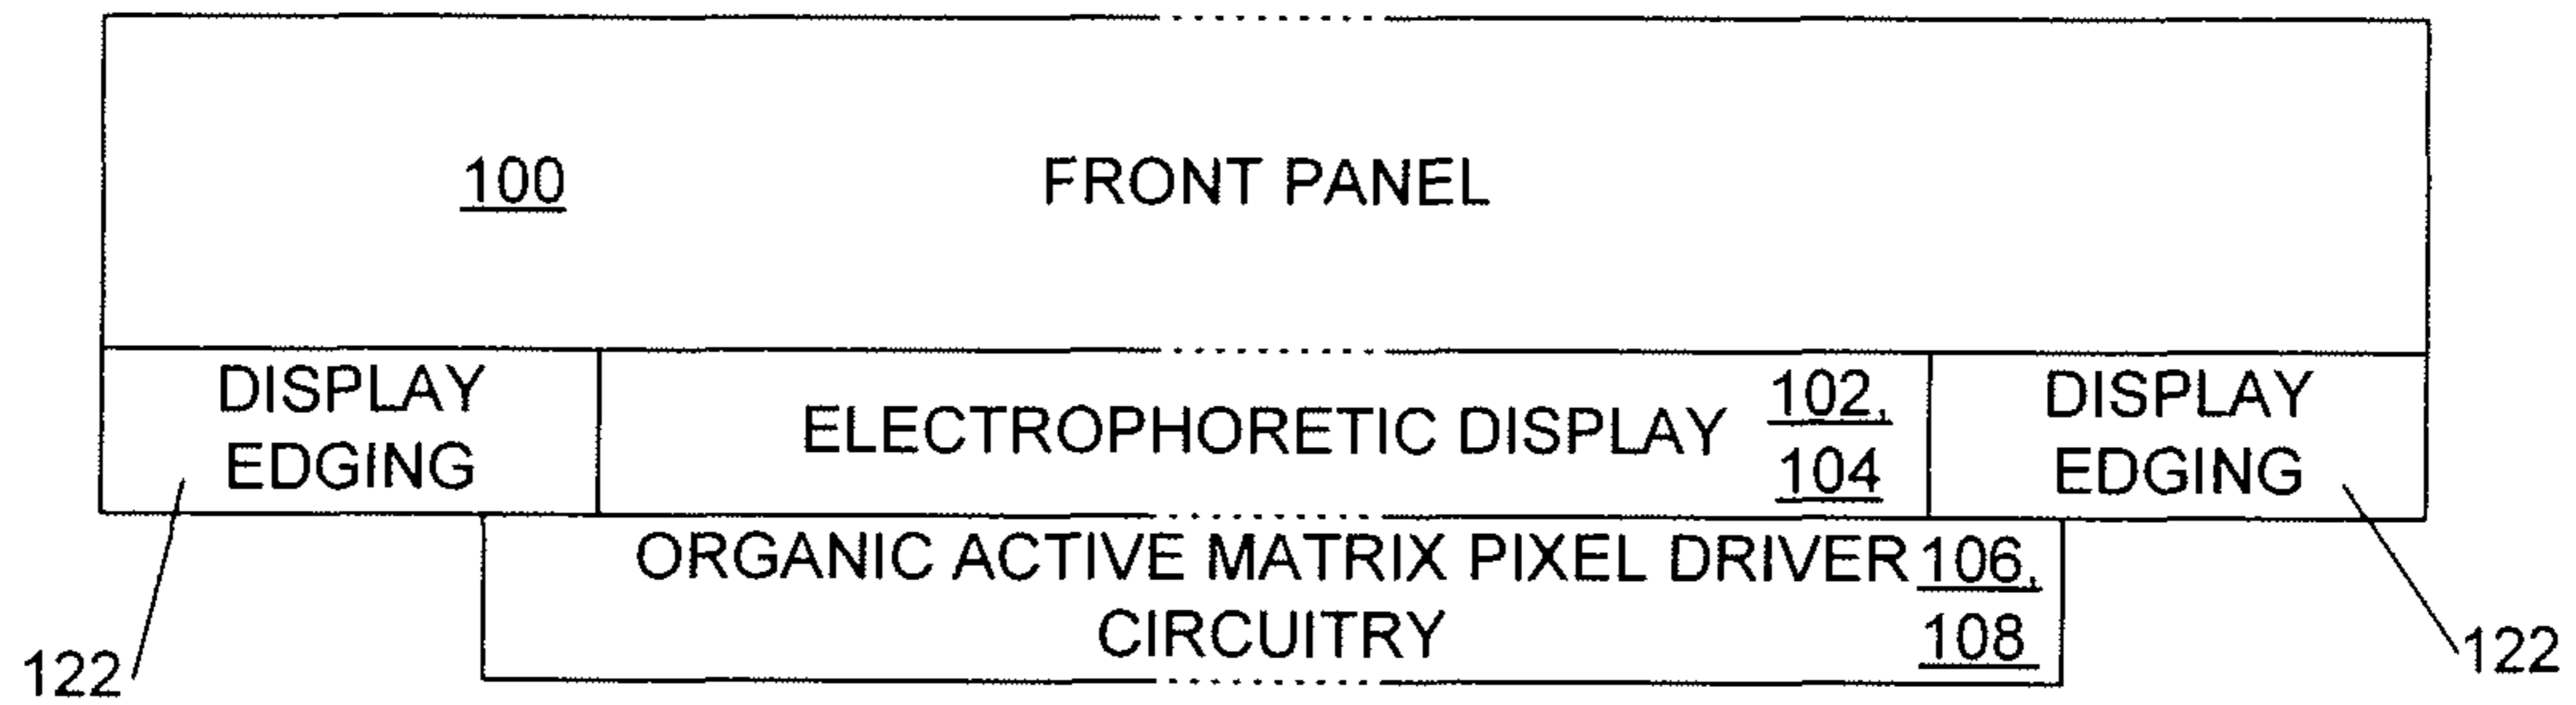 100 FRONT PANEL
DISPLAY EDGING
ELECTROPHORETIC DISPLAY 102,
104
DISPLAY EDGING
ORGANIC ACTIVE MATRIX PIXEL DRIVER 106,
CIRCUITRY 108
122
122